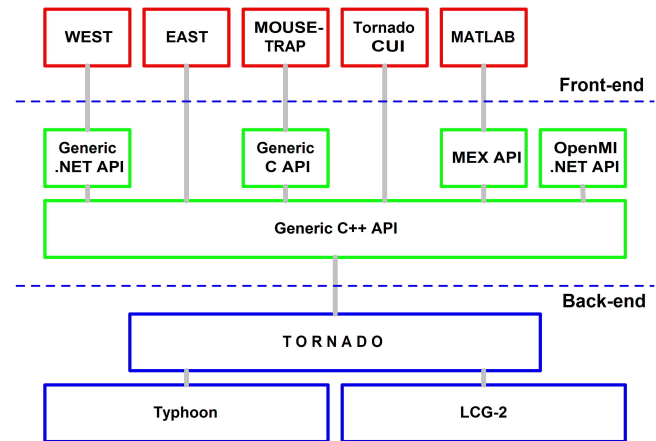 WEST
EAST
MOUSE-
TRAP
Tornado
CUI
MATLAB
Front-end
Generic
.NET API
Generic
C API
MEX API
OpenMI
.NET API
Generic C++ API
Back-end
T O R N A D O
Typhoon
LCG-2